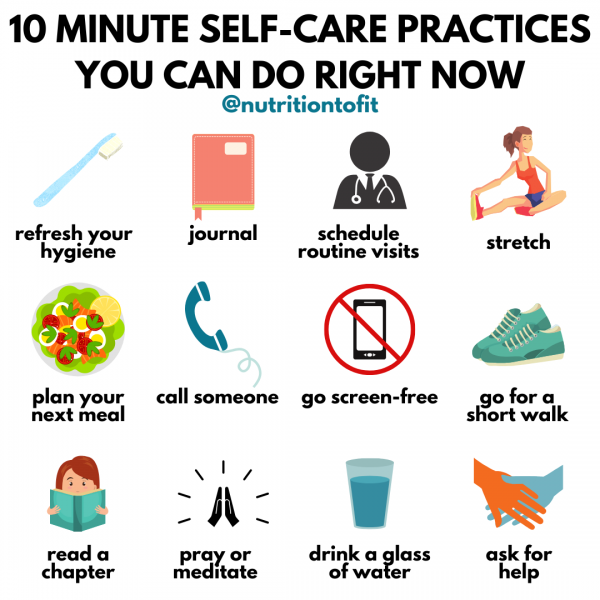 10 MINUTE SELF-CARE PRACTICES
YOU CAN DO RIGHT NOW
@nutritiontofit
refresh your
hygiene
journal
schedule
routine visits
stretch
plan your
next meal
call someone
go screen-free
go for a
short walk
read a
chapter
pray or
meditate
drink a glass
of water
ask for
help